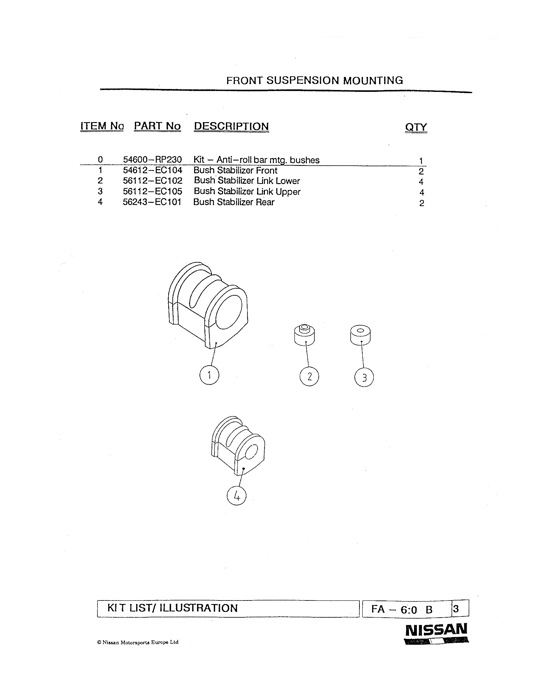 FRONT SUSPENSION MOUNTING
ITEM No PART No DESCRIPTION QTY
0 54600-RP230 Kit - Anti-roll bar mtg. bushes 1
1 54612-EC104 Bush Stabilizer Front 2
2 56112-EC102 Bush Stabilizer Link Lower 4
3 56112-EC105 Bush Stabilizer Link Upper 4
4 56243-EC101 Bush Stabilizer Rear 2
1
2
3
4
KIT LIST/ ILLUSTRATION FA - 6:0 B 3
NISSAN
© Nissan Motorsports Europe Ltd